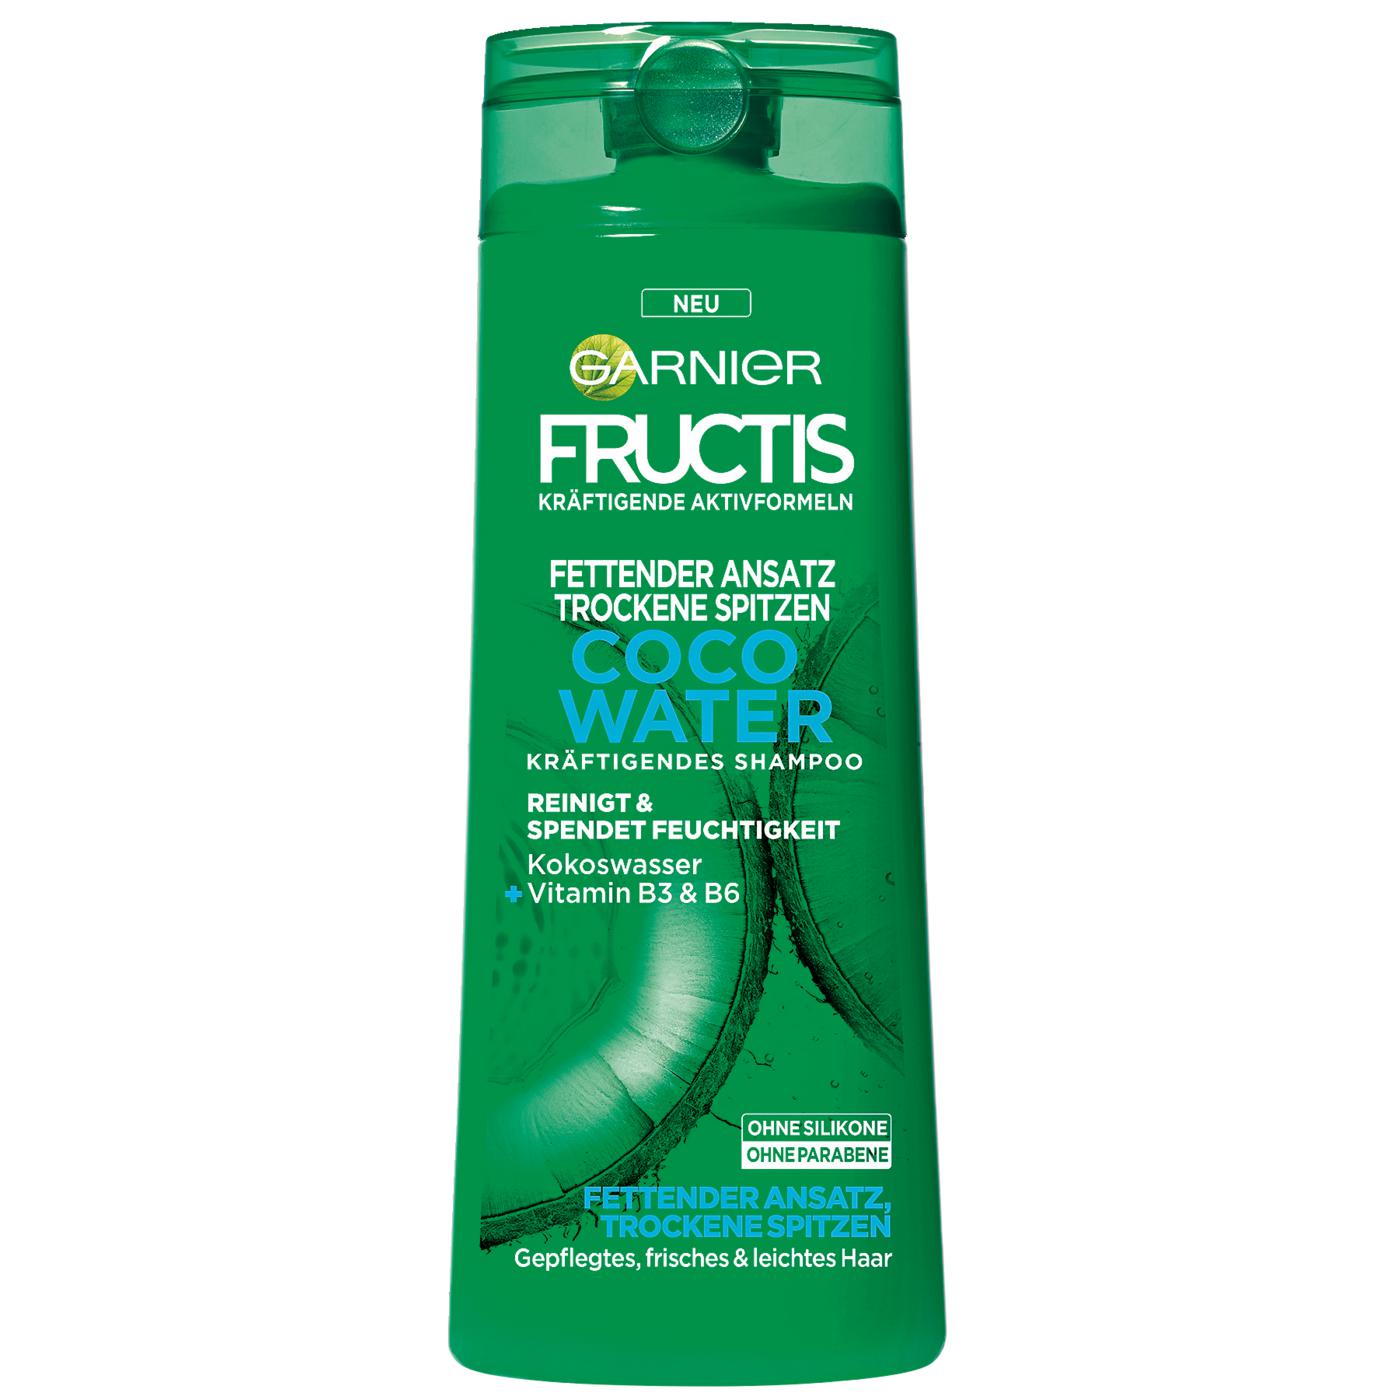 NEU
GARNIER
FRUCTIS
KRÄFTIGENDE AKTIVFORMELN
FETTENDER ANSATZ
TROCKENE SPITZEN
COCO
WATER
KRÄFTIGENDES SHAMPOO
REINIGT &
SPENDET FEUCHTIGKEIT
Kokoswasser
+ Vitamin B3 & B6
OHNE SILIKONE
OHNE PARABENE
FETTENDER ANSATZ,
TROCKENE SPITZEN
Gepflegtes, frisches & leichtes Haar